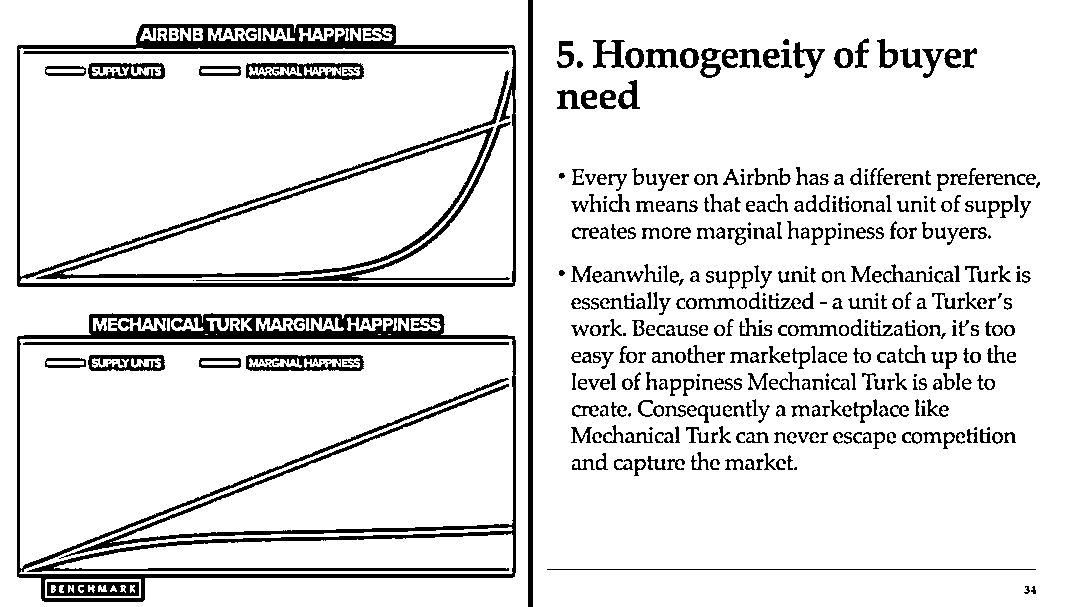 AIRBNB MARGINAL HAPPINESS
SUPPLY UNITS MARGINAL HAPPINESS
MECHANICAL TURK MARGINAL HAPPINESS
SUPPLY UNITS MARGINAL HAPPINESS
BENCHMARK
5. Homogeneity of buyer
need
• Every buyer on Airbnb has a different preference,
which means that each additional unit of supply
creates more marginal happiness for buyers.
• Meanwhile, a supply unit on Mechanical Turk is
essentially commoditized - a unit of a Turker's
work. Because of this commoditization, it's too
easy for another marketplace to catch up to the
level of happiness Mechanical Turk is able to
create. Consequently a marketplace like
Mechanical Turk can never escape competition
and capture the market.
34